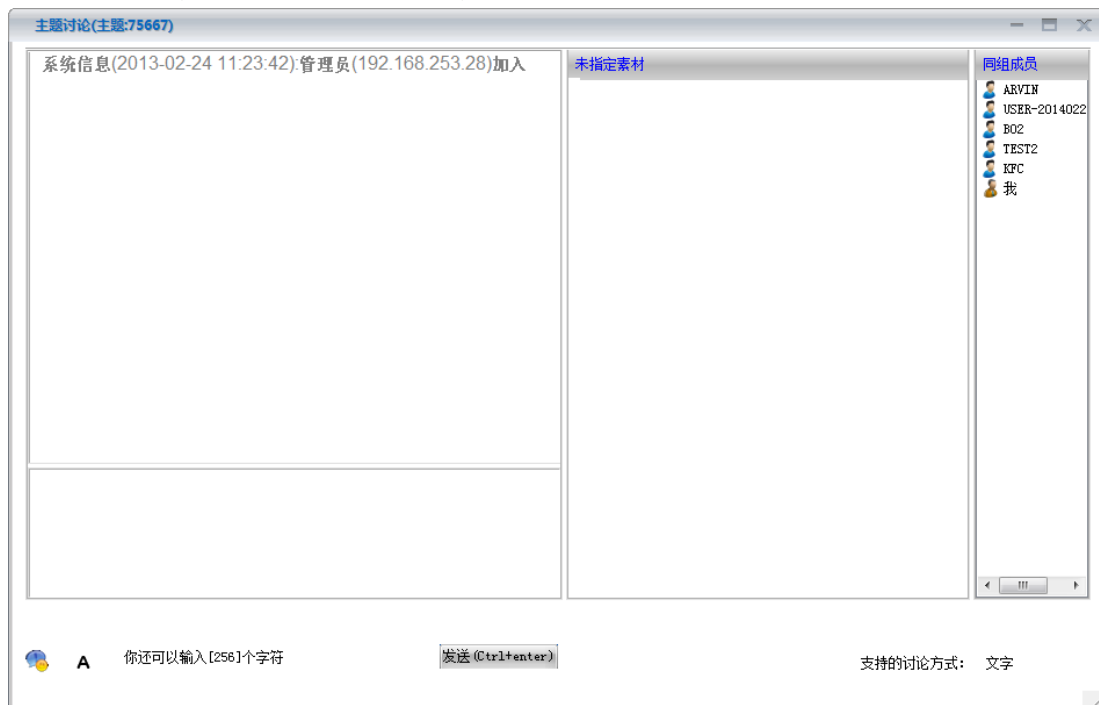 主题讨论(主题:75667)
系统信息(2013-02-24 11:23:42):管理员(192.168.253.28)加入
未指定素材
同组成员
ARVIN
USER-2014022
BO2
TEST2
KFC
我
A
你还可以输入[256]个字符
发送(Ctrl+enter)
支持的讨论方式: 文字